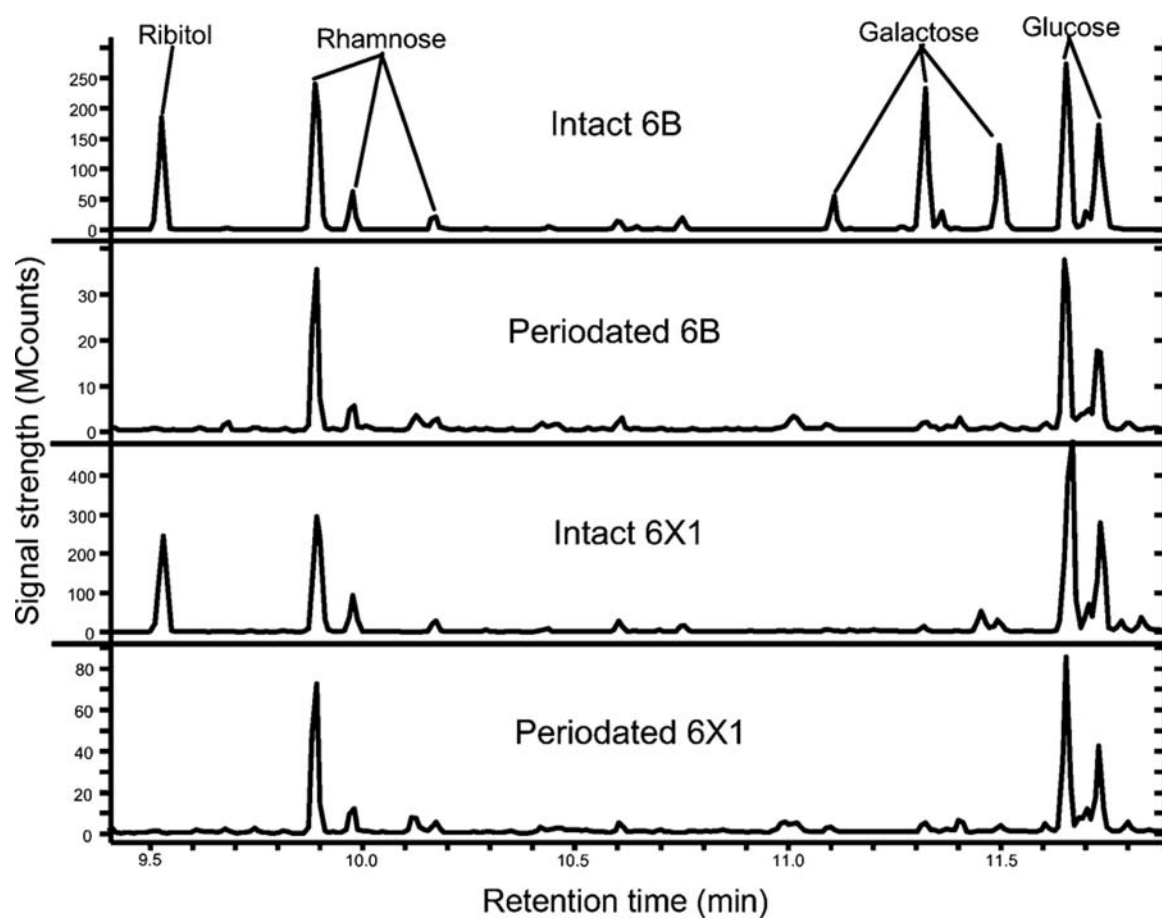 Ribitol
Rhamnose
Galactose
Glucose
Intact 6B
250
200
150
100
50
0
Periodated 6B
30
20
10
0
Intact 6X1
400
300
200
100
0
Periodated 6X1
80
60
40
20
0
Signal strength (MCounts)
9.5 10.0 10.5 11.0 11.5
Retention time (min)